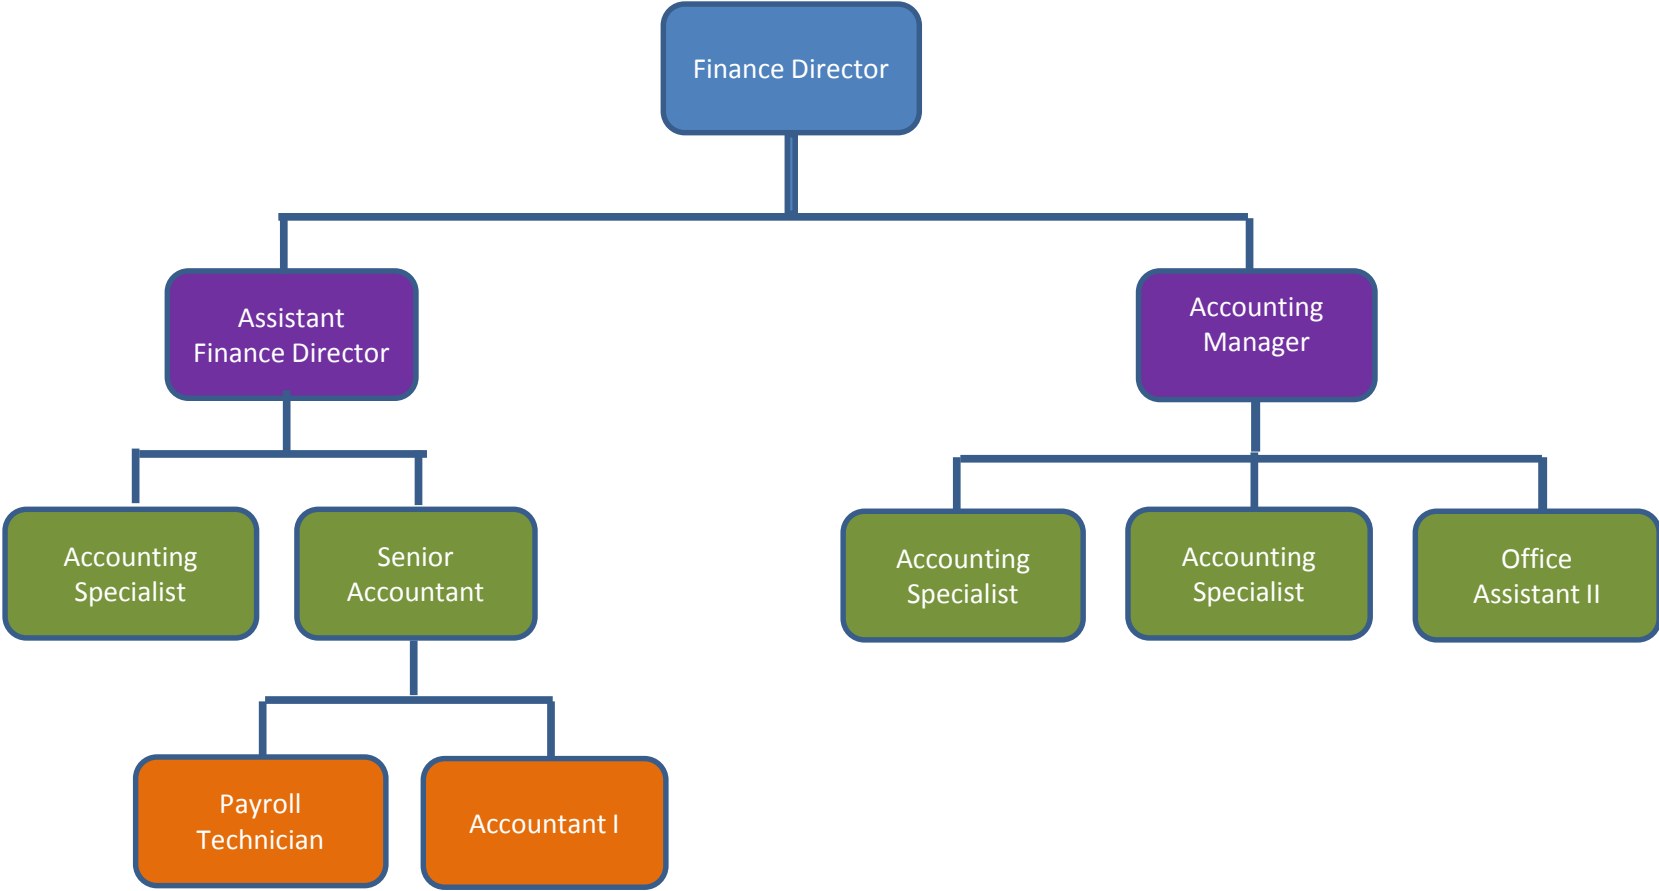 Finance Director
Assistant
Finance Director
Accounting
Manager
Accounting
Specialist
Senior
Accountant
Accounting
Specialist
Accounting
Specialist
Office
Assistant II
Payroll
Technician
Accountant I